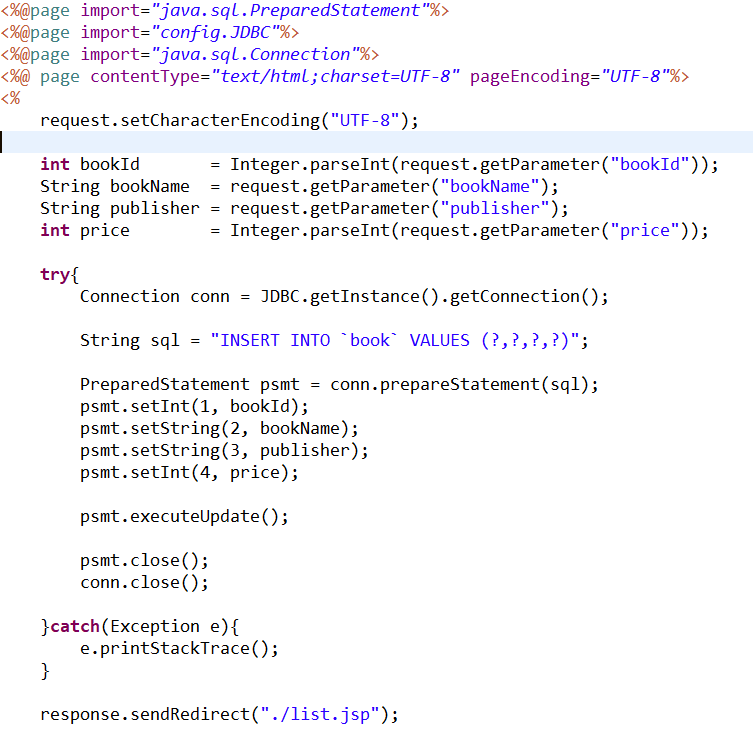 <%@page import="java.sql.PreparedStatement"%>
<%@page import="config.JDBC"%>
<%@page import="java.sql.Connection"%>
<%@ page contentType="text/html;charset=UTF-8" pageEncoding="UTF-8"%>
<%
    request.setCharacterEncoding("UTF-8");
    int bookId       = Integer.parseInt(request.getParameter("bookId"));
    String bookName  = request.getParameter("bookName");
    String publisher = request.getParameter("publisher");
    int price        = Integer.parseInt(request.getParameter("price"));
    try{
        Connection conn = JDBC.getInstance().getConnection();
        String sql = "INSERT INTO `book` VALUES (?,?,?,?)";
        PreparedStatement psmt = conn.prepareStatement(sql);
        psmt.setInt(1, bookId);
        psmt.setString(2, bookName);
        psmt.setString(3, publisher);
        psmt.setInt(4, price);
        psmt.executeUpdate();
        psmt.close();
        conn.close();
    }catch(Exception e){
        e.printStackTrace();
    }
    response.sendRedirect("./list.jsp");